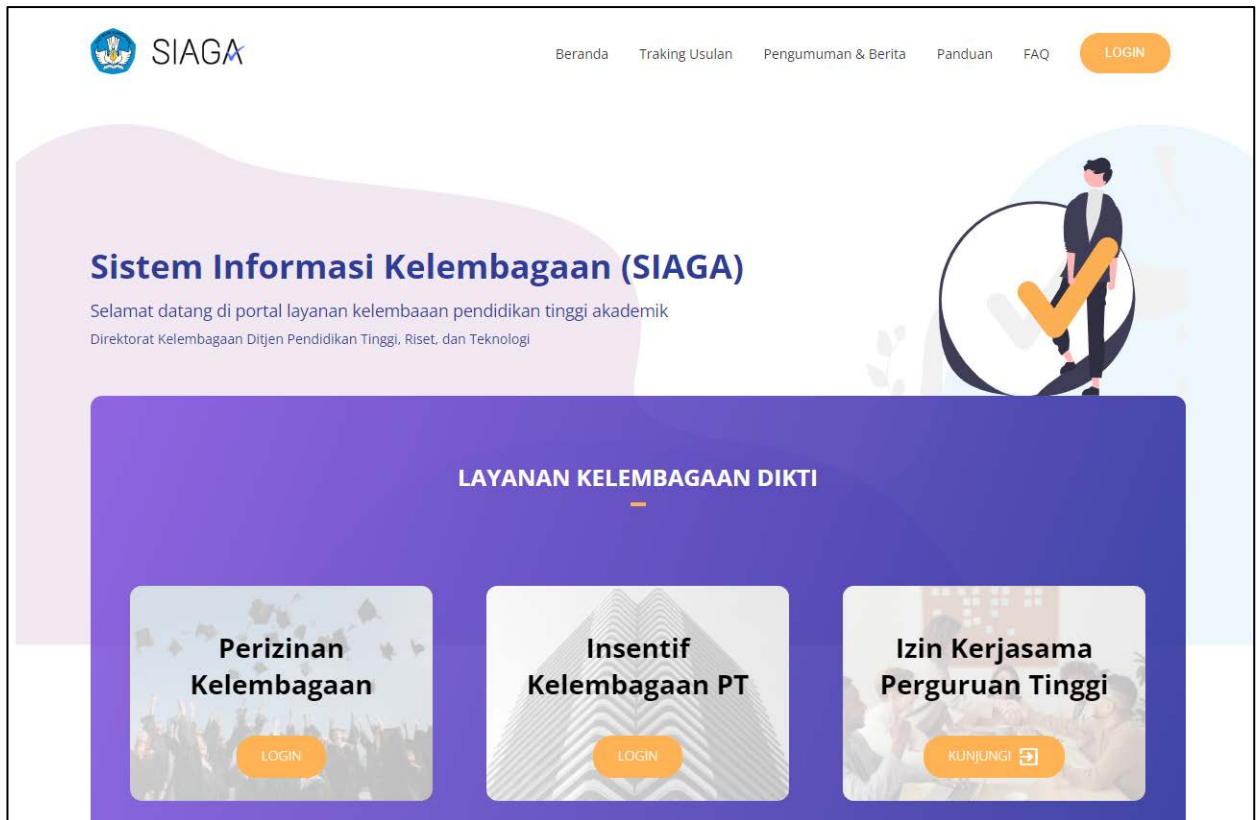 SIAGA
Beranda Traking Usulan Pengumuman & Berita Panduan FAQ LOGIN
Sistem Informasi Kelembagaan (SIAGA)
Selamat datang di portal layanan kelembaaan pendidikan tinggi akademik
Direktorat Kelembagaan Ditjen Pendidikan Tinggi, Riset, dan Teknologi
LAYANAN KELEMBAGAAN DIKTI
Perizinan
Kelembagaan
LOGIN
Insentif
Kelembagaan PT
LOGIN
Izin Kerjasama
Perguruan Tinggi
KUNJUNGI